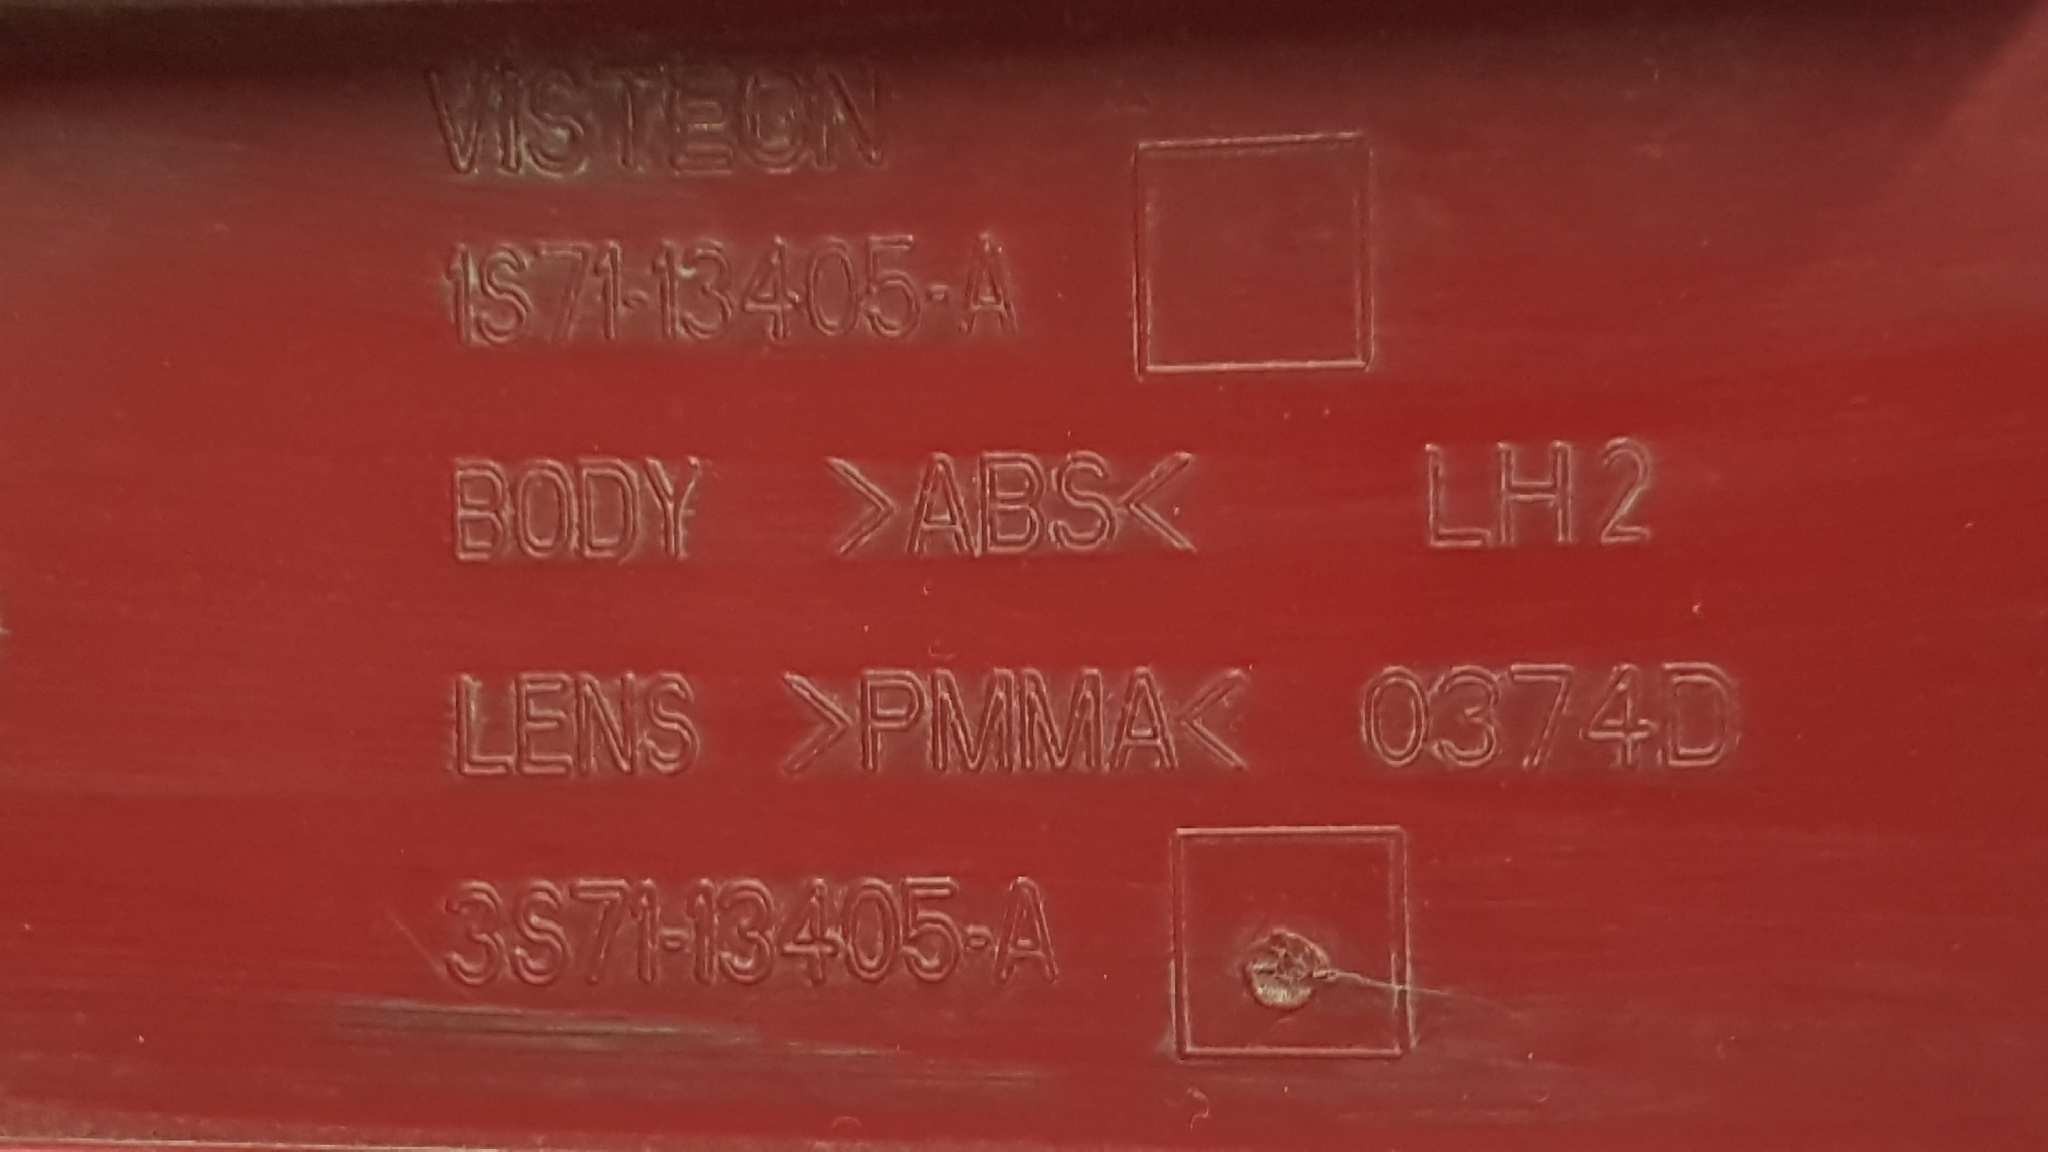 VISTEON
1S71-13405-A
BODY >ABS< LH2
LENS >PMMA< 0374D
3S71-13405-A